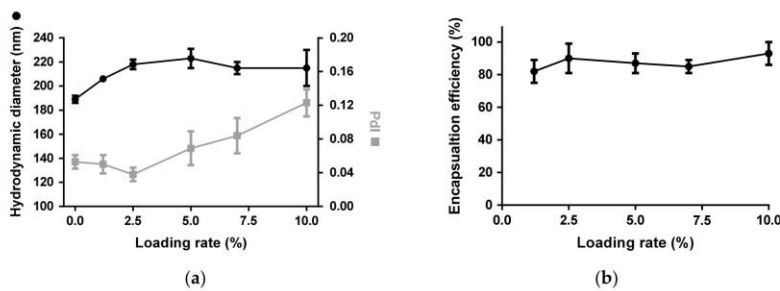 Hydrodynamic diameter (nm)
240
220
200
180
160
140
120
100
0.20
0.16
0.12
0.08
0.04
0.00
PdI
0.0 2.5 5.0 7.5 10.0
Loading rate (%)
(a)
Encapsualtion efficiency (%)
100
80
60
40
20
0
0.0 2.5 5.0 7.5 10.0
Loading rate (%)
(b)